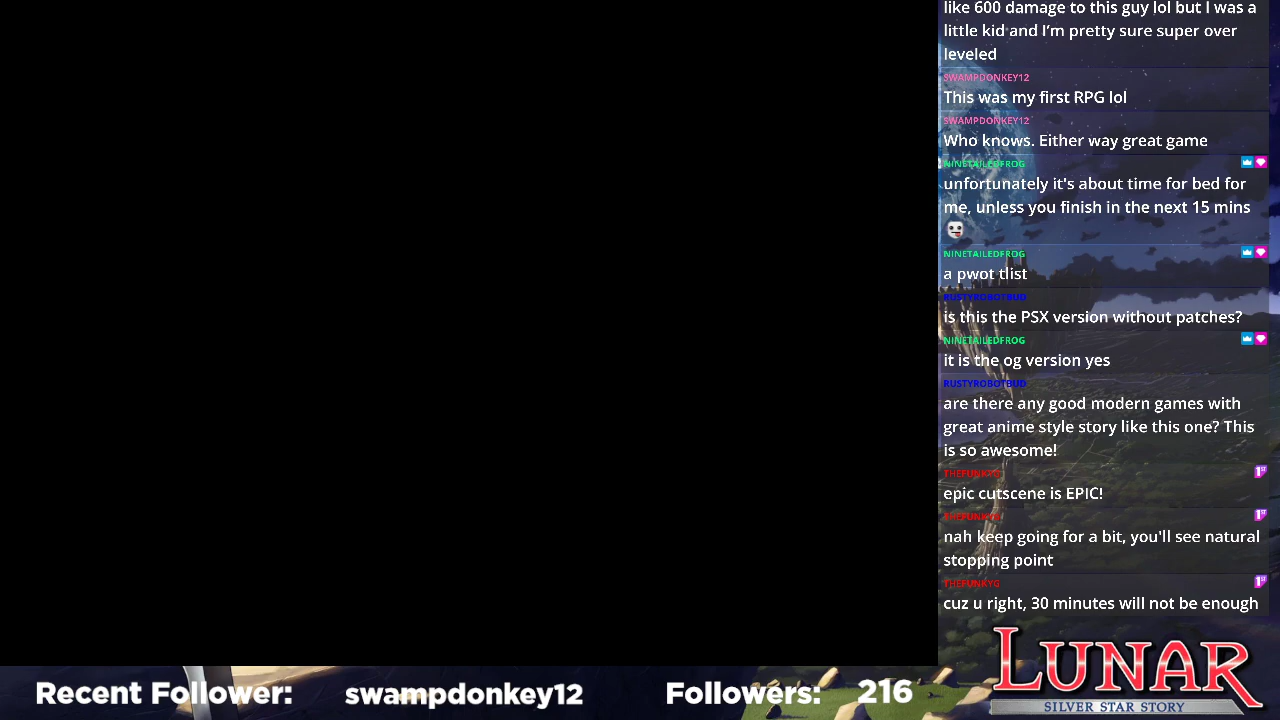 like 600 damage to this guy lol but I was a
little kid and I’m pretty sure super over
leveled
SWAMPDONKEY12
This was my first RPG lol
SWAMPDONKEY12
Who knows. Either way great game
NINETAILEDFROG
unfortunately it's about time for bed for
me, unless you finish in the next 15 mins
NINETAILEDFROG
a pwot tlist
RUSTYROBOTBUD
is this the PSX version without patches?
NINETAILEDFROG
it is the og version yes
RUSTYROBOTBUD
are there any good modern games with
great anime style story like this one? This
is so awesome!
THEFUNKYG
epic cutscene is EPIC!
THEFUNKYG
nah keep going for a bit, you'll see natural
stopping point
THEFUNKYG
cuz u right, 30 minutes will not be enough
LUNAR
SILVER STAR STORY
Recent Follower: swampdonkey12 Followers: 216